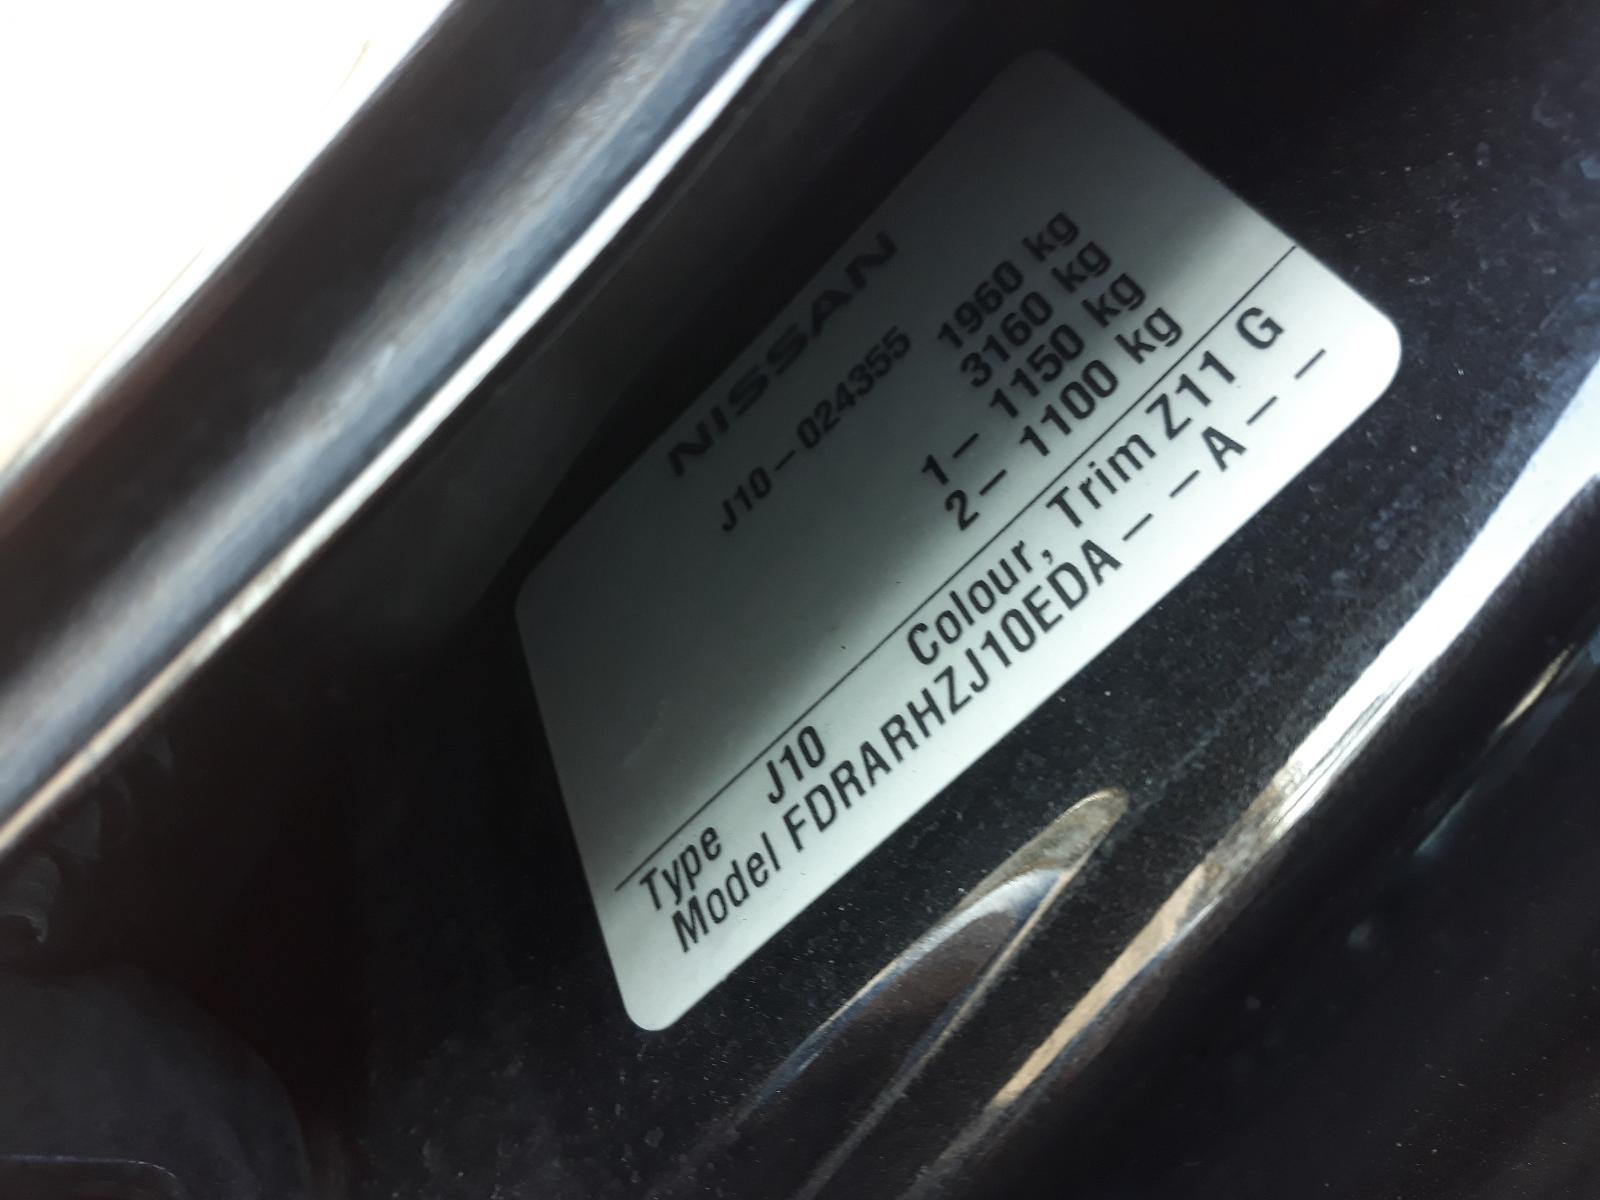 NISSAN
J10-024355
1960 kg
3160 kg
1- 1150 kg
2- 1100 kg
Type J10 Colour, Trim Z11 G
Model FDRARHZJ10EDA - - A - -